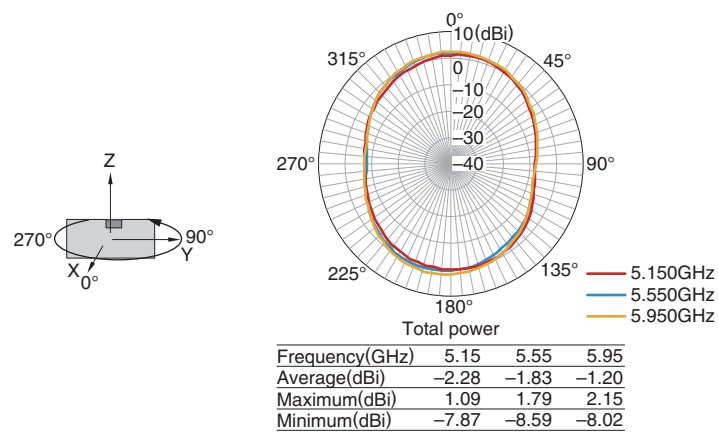 0°
10(dBi)
315°
45°
0
–10
–20
–30
270°
–40
90°
Z
270°
90°
Y
X
0°
225°
135°
180°
5.150GHz
5.550GHz
5.950GHz
Total power
Frequency(GHz) 5.15 5.55 5.95
Average(dBi) –2.28 –1.83 –1.20
Maximum(dBi) 1.09 1.79 2.15
Minimum(dBi) –7.87 –8.59 –8.02